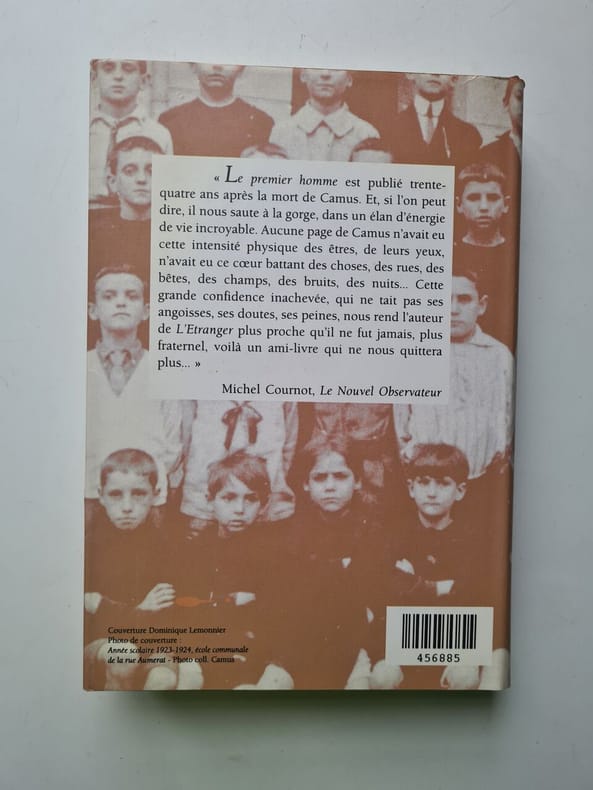 « Le premier homme est publié trente-
quatre ans après la mort de Camus. Et, si l'on peut
dire, il nous saute à la gorge, dans un élan d'énergie
de vie incroyable. Aucune page de Camus n'avait eu
cette intensité physique des êtres, de leurs yeux,
n'avait eu ce cœur battant des choses, des rues, des
bêtes, des champs, des bruits, des nuits... Cette
grande confidence inachevée, qui ne tait pas ses
angoisses, ses doutes, ses peines, nous rend l'auteur
de L'Etranger plus proche qu'il ne fut jamais, plus
fraternel, voilà un ami-livre qui ne nous quittera
plus... »
Michel Cournot, Le Nouvel Observateur
Couverture Dominique Lemonnier
Photo de couverture :
Année scolaire 1923-1924, école communale
de la rue Aumerat - Photo coll. Camus
456885